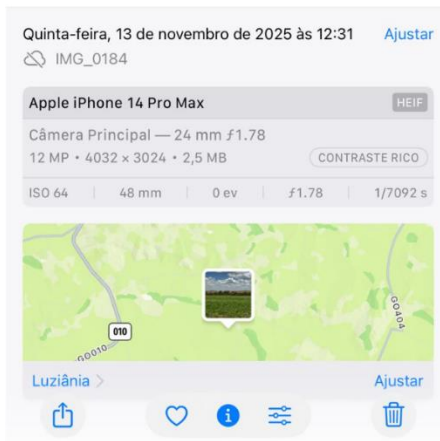 Quinta-feira, 13 de novembro de 2025 às 12:31 Ajustar
IMG_0184
Apple iPhone 14 Pro Max HEIF
Câmera Principal — 24 mm ƒ1.78
12 MP • 4032 × 3024 • 2,5 MB CONTRASTE RICO
ISO 64 48 mm 0 ev ƒ1.78 1/7092 s
010
GO010
GO404
Luziânia Ajustar